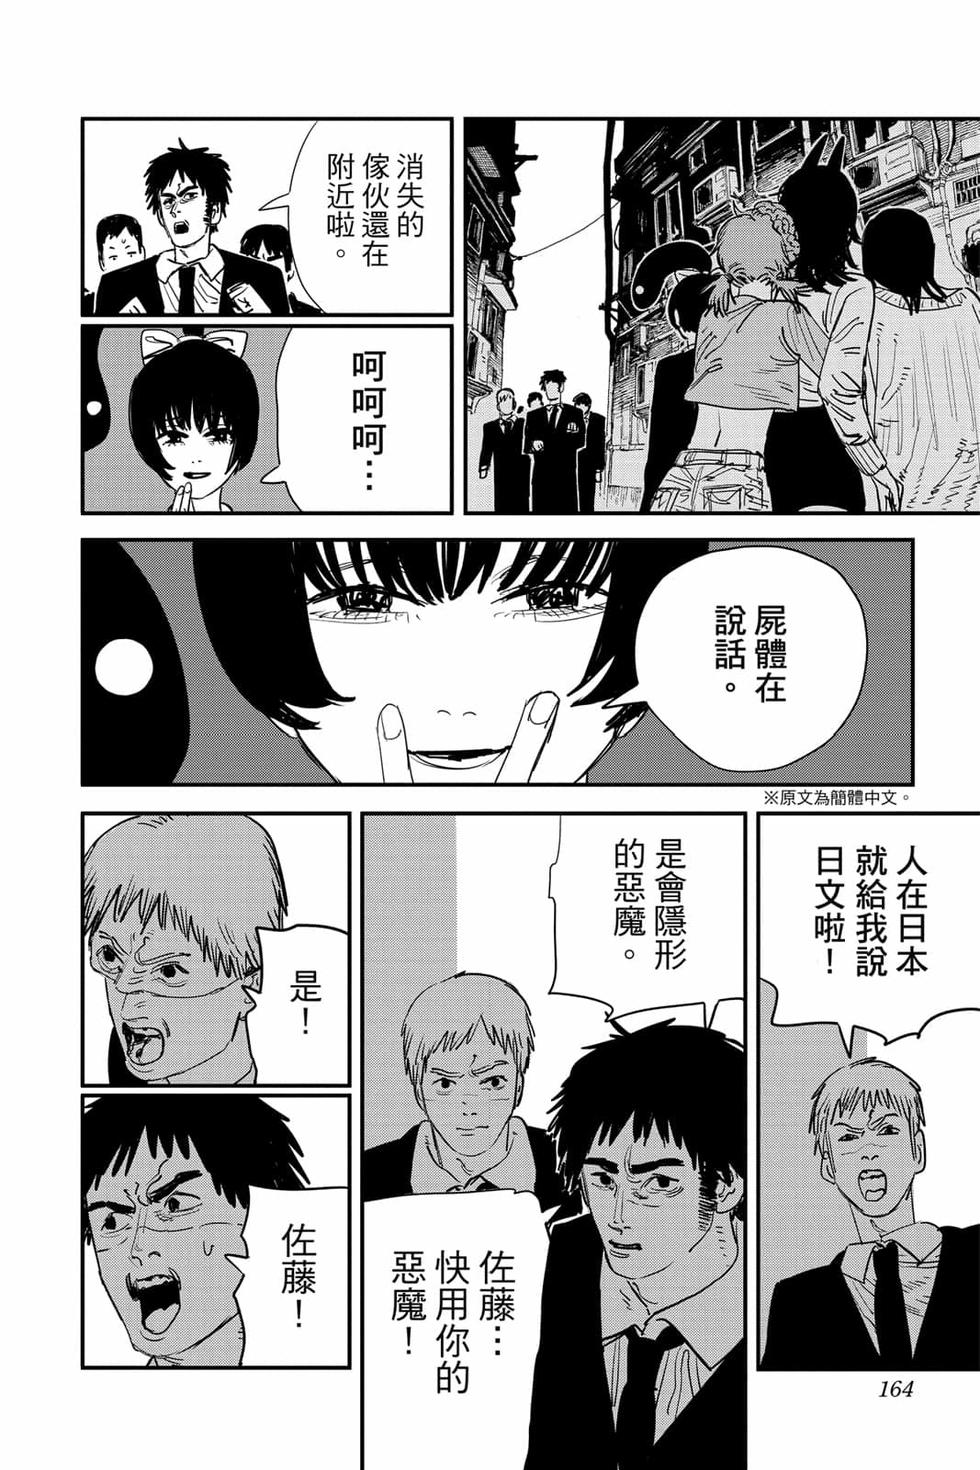 消失的
傢伙還在
附近啦。
呵呵呵…
屍體在
說話。
※原文為簡體中文。
人在日本
就給我說
日文啦！
是會隱形
的惡魔。
佐藤…
快用你的
惡魔！
是！
佐藤！
164